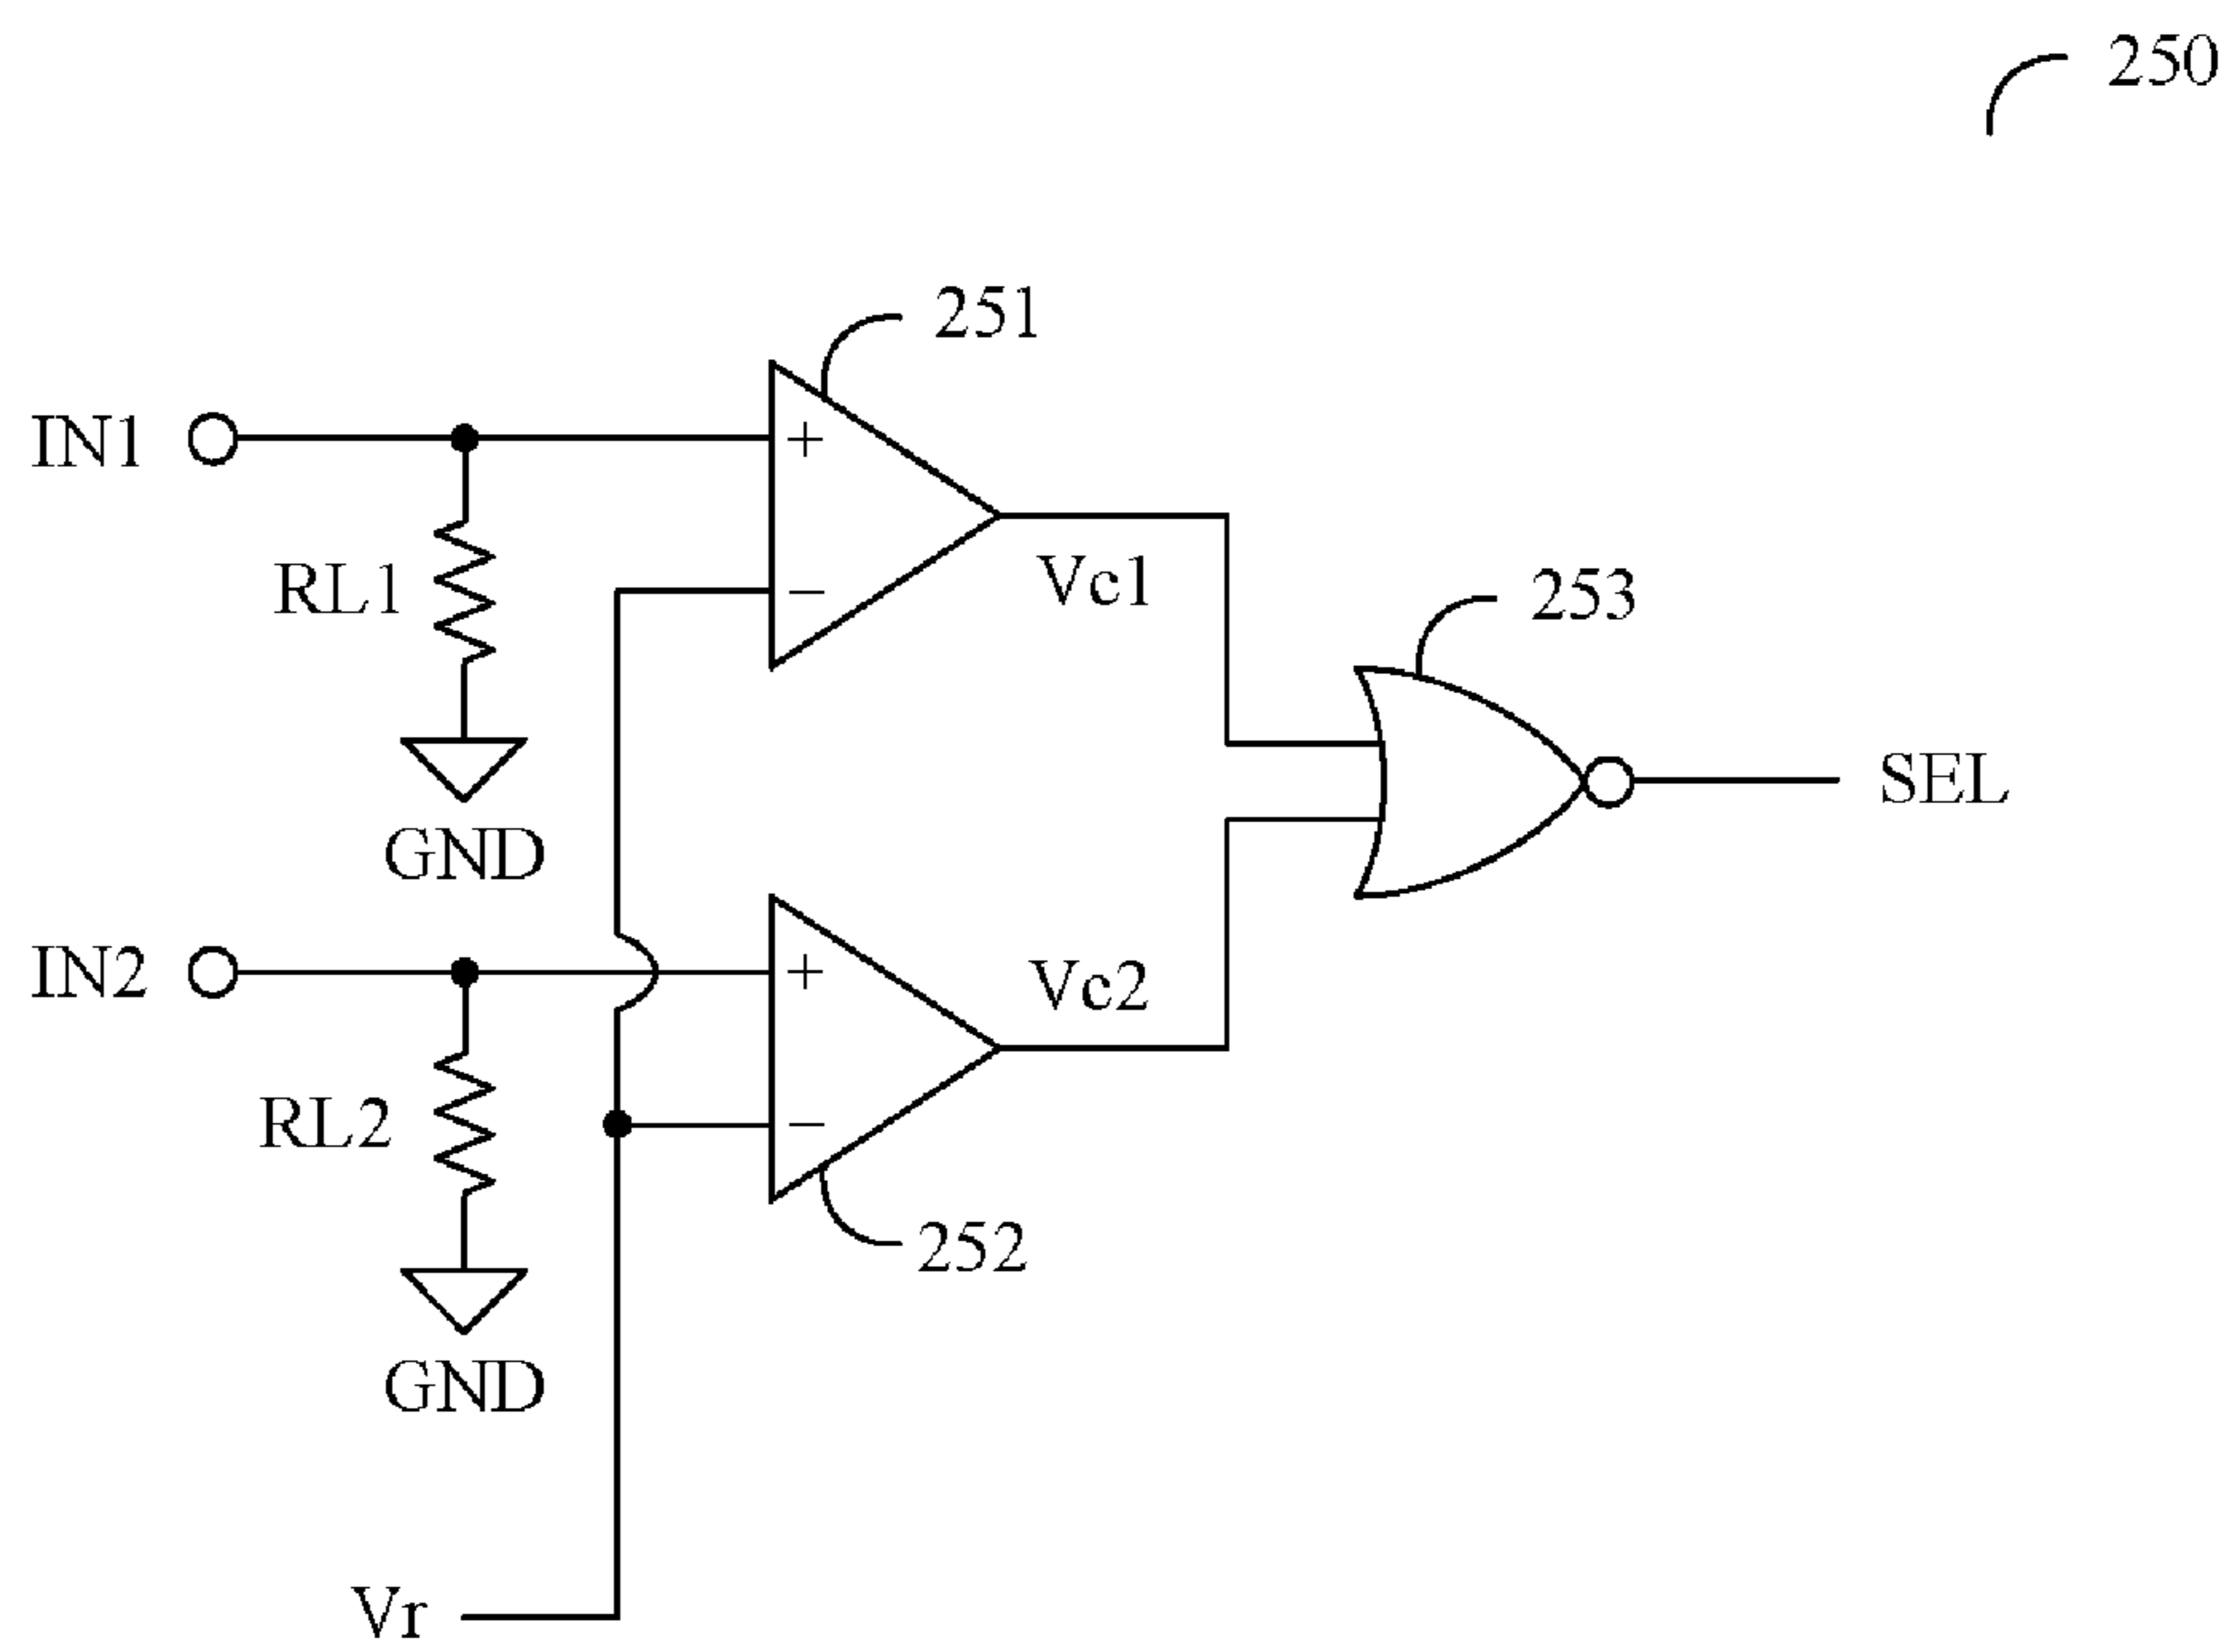 250
251
IN1
+
RL1
−
Vc1
253
GND
SEL
IN2
+
Vc2
RL2
−
252
GND
Vr